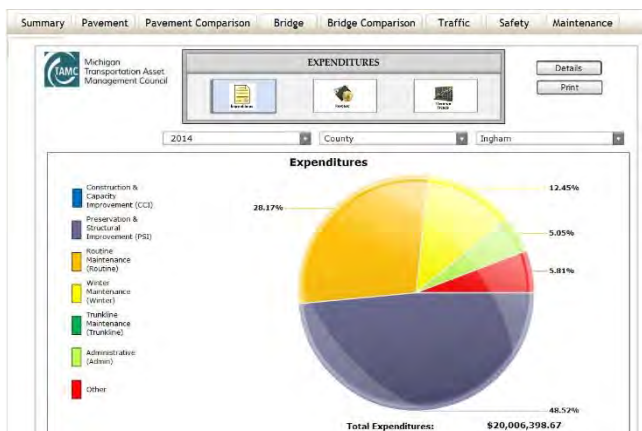 Summary Pavement Pavement Comparison Bridge Bridge Comparison Traffic Safety Maintenance
TAMC
Michigan
Transportation Asset
Management Council
EXPENDITURES
Details
Print
2014 County Ingham
Expenditures
Construction &
Capacity
Improvement (CCI)
Preservation &
Structural
Improvement (PSI)
Routine
Maintenance
(Routine)
Winter
Maintenance
(Winter)
Trunkline
Maintenance
(Trunkline)
Administrative
(Admin)
Other
28.17%
12.45%
5.05%
5.81%
48.52%
Total Expenditures: $20,006,398.67